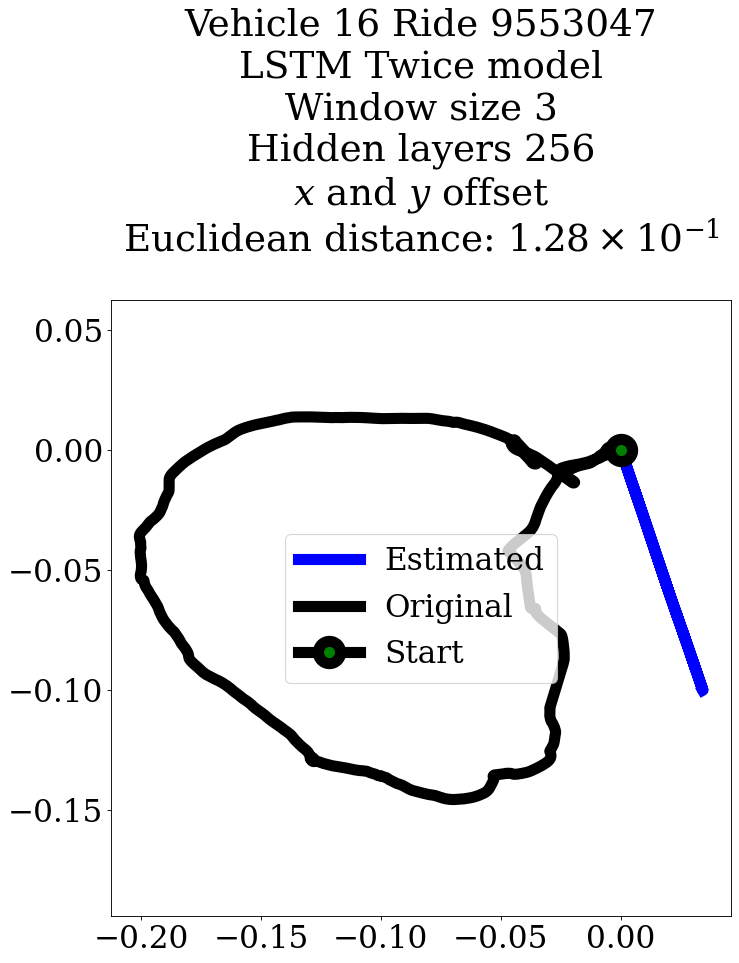 Vehicle 16 Ride 9553047
LSTM Twice model
Window size 3
Hidden layers 256
x and y offset
Euclidean distance: 1.28 × 10⁻¹
0.05
0.00
−0.05
−0.10
−0.15
Estimated
Original
Start
−0.20 −0.15 −0.10 −0.05 0.00